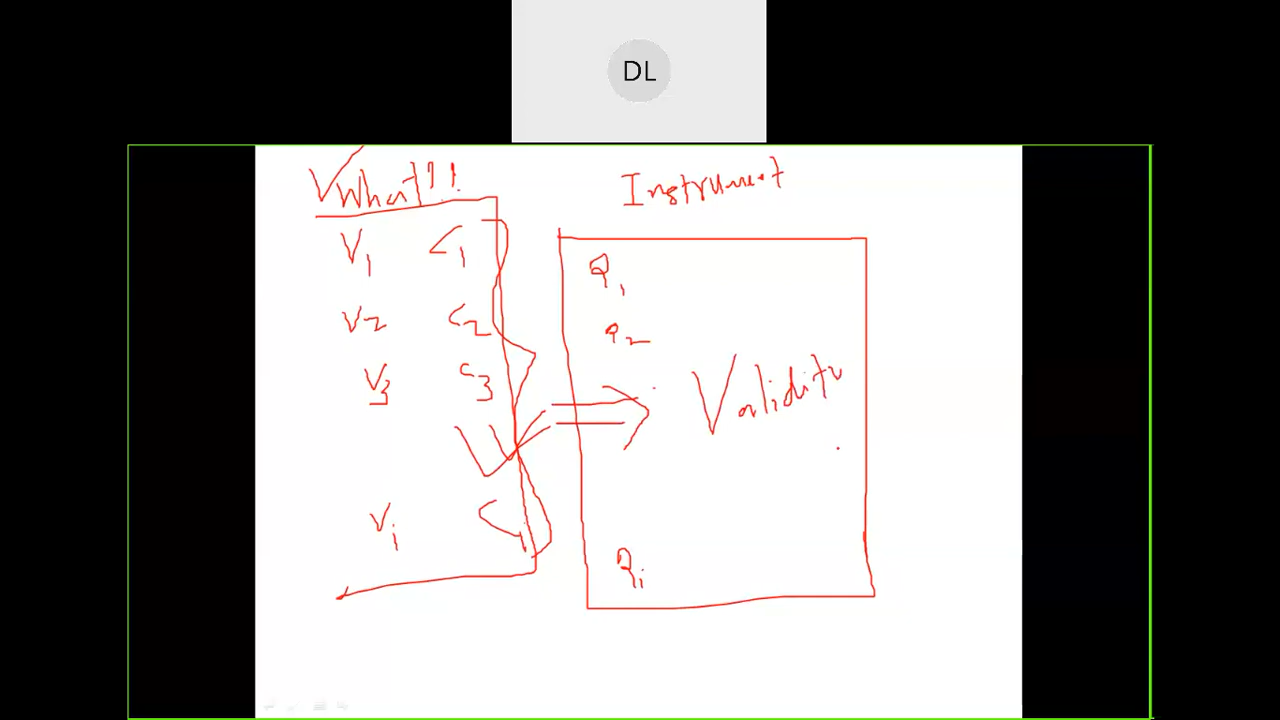 DL
What?!
Instrument
V1 C1
Q1
V2 C2
Q2
V3 C3
Validity
Vi Ci
Qi